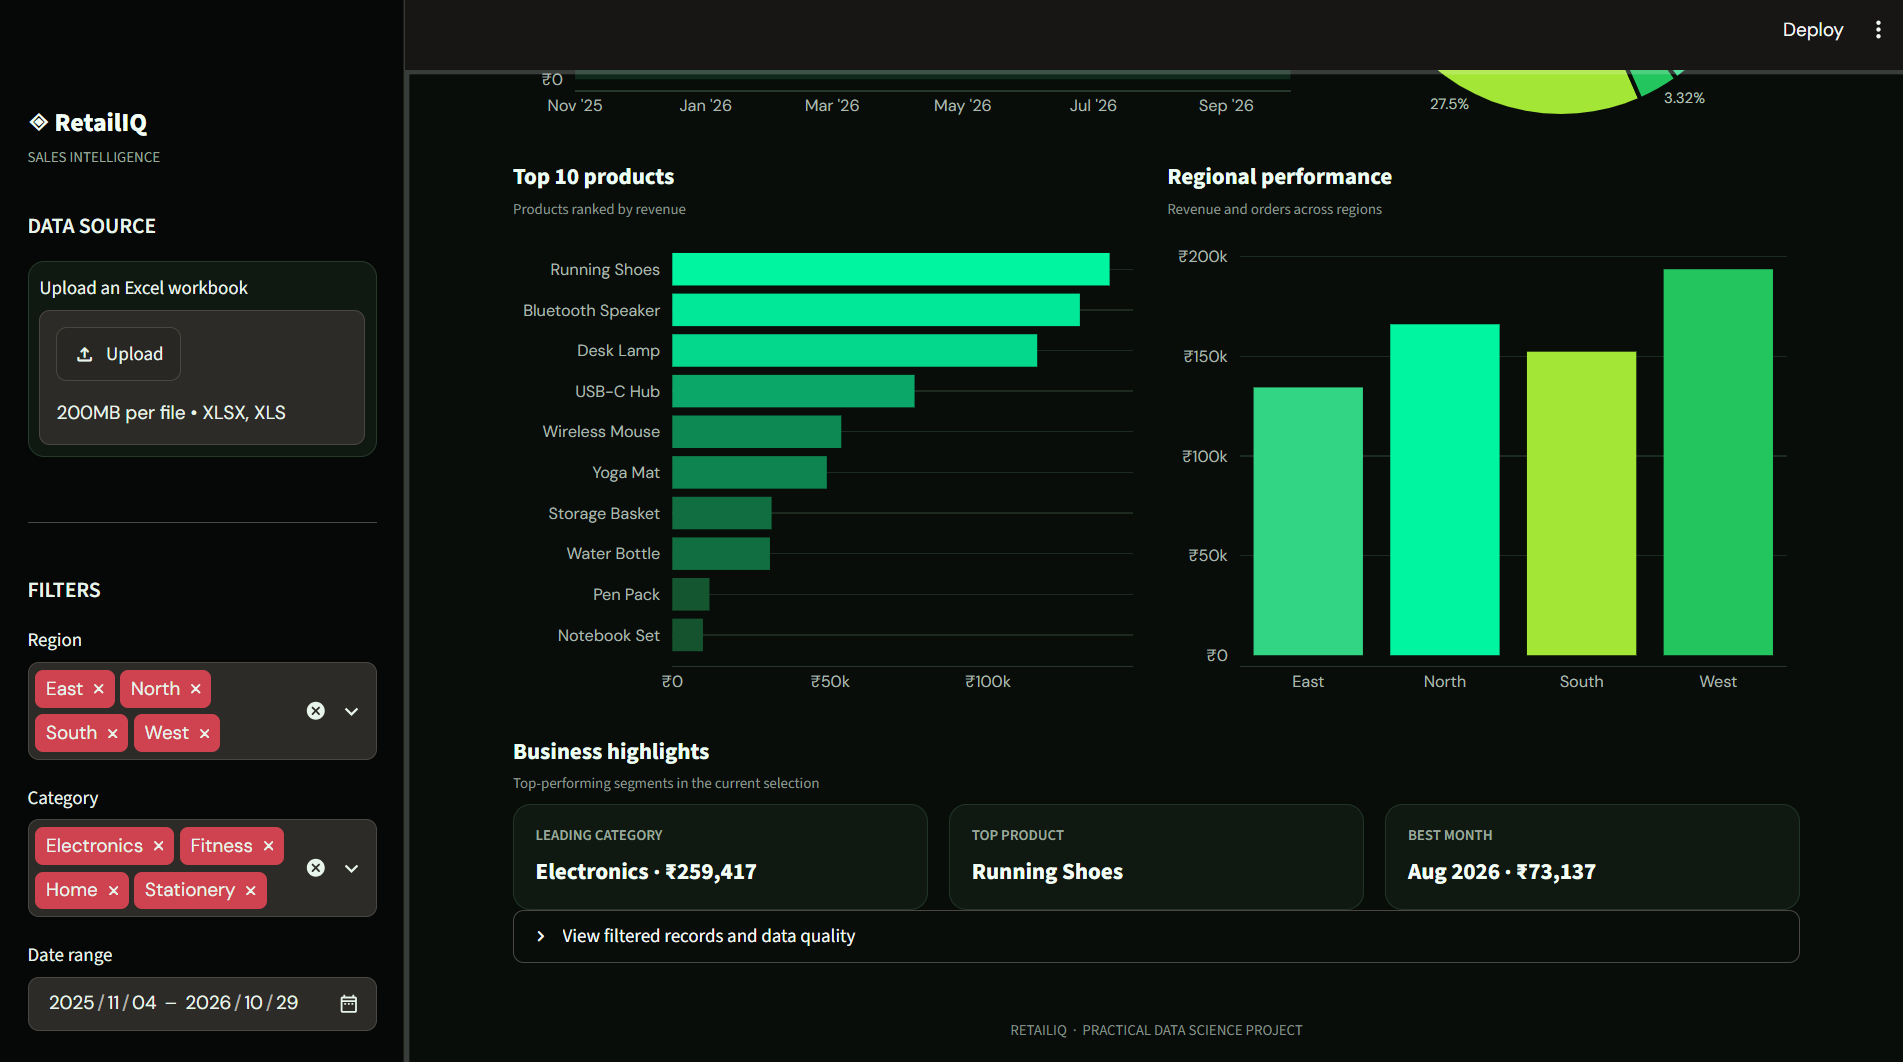 Deploy
RetailIQ
SALES INTELLIGENCE
DATA SOURCE
Upload an Excel workbook
Upload
200MB per file • XLSX, XLS
FILTERS
Region
East
North
South
West
Category
Electronics
Fitness
Home
Stationery
Date range
2025/11/04 – 2026/10/29
₹0
Nov '25
Jan '26
Mar '26
May '26
Jul '26
Sep '26
27.5%
3.32%
Top 10 products
Products ranked by revenue
Running Shoes
Bluetooth Speaker
Desk Lamp
USB-C Hub
Wireless Mouse
Yoga Mat
Storage Basket
Water Bottle
Pen Pack
Notebook Set
₹0
₹50k
₹100k
Regional performance
Revenue and orders across regions
₹200k
₹150k
₹100k
₹50k
₹0
East
North
South
West
Business highlights
Top-performing segments in the current selection
LEADING CATEGORY
Electronics · ₹259,417
TOP PRODUCT
Running Shoes
BEST MONTH
Aug 2026 · ₹73,137
View filtered records and data quality
RETAILIQ · PRACTICAL DATA SCIENCE PROJECT